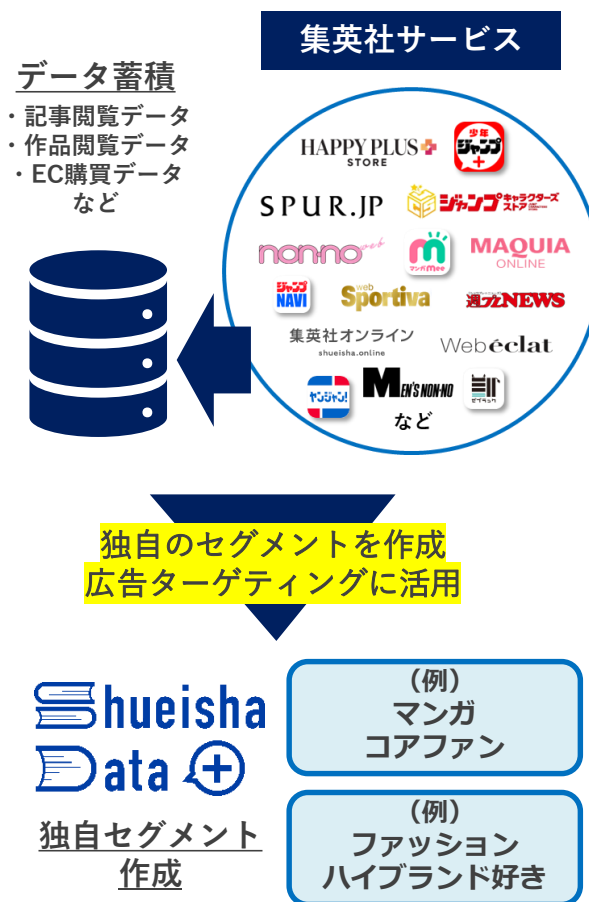 集英社サービス
データ蓄積
・記事閲覧データ
・作品閲覧データ
・EC購買データ
など
HAPPY PLUS
STORE
少年
ジャンプ
+
SPUR.JP
ジャンプキャラクターズ
ストア
non-no web
マンガMee
MAQUIA
ONLINE
ジャンプ
NAVI
web
Sportiva
週プレNEWS
集英社オンライン
shueisha.online
Web éclat
ヤンジャン!
MEN'S NON-NO
ゼブラック
など
独自のセグメントを作成
広告ターゲティングに活用
Shueisha
Data +
独自セグメント
作成
(例)
マンガ
コアファン
(例)
ファッション
ハイブランド好き